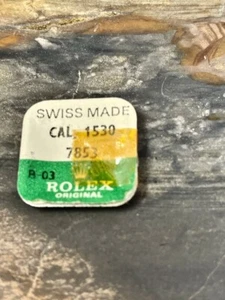 SWISS MADE
CAL. 1530
7853
R 03
ROLEX
ORIGINAL